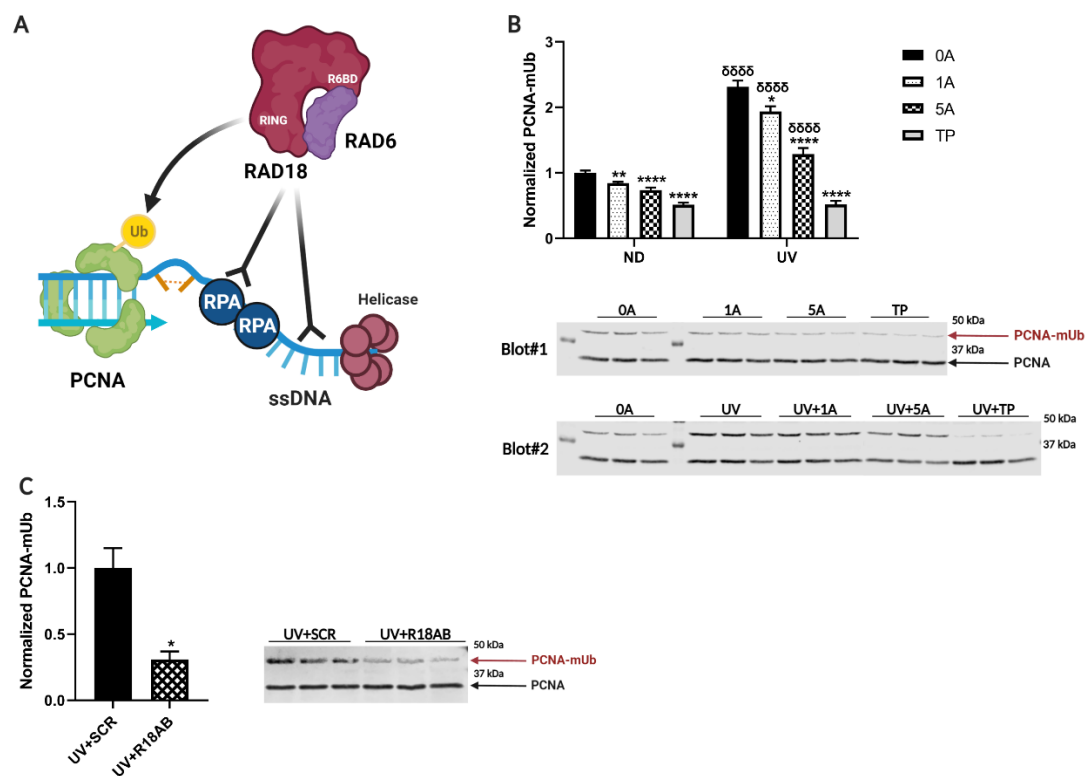 A
R6BD
RING
RAD6
RAD18
Ub
RPA
RPA
Helicase
PCNA
ssDNA
B
Normalized PCNA-mUb
3
2
1
0
δδδδ
δδδδ
*
δδδδ
****
**
****
****
****
ND
UV
0A
1A
5A
TP
0A
1A
5A
TP
50 kDa
Blot#1
PCNA-mUb
37 kDa
PCNA
0A
UV
UV+1A
UV+5A
UV+TP
50 kDa
Blot#2
37 kDa
C
Normalized PCNA-mUb
1.5
1.0
0.5
0.0
*
UV+SCR
UV+R18AB
UV+SCR
UV+R18AB
50 kDa
PCNA-mUb
37 kDa
PCNA